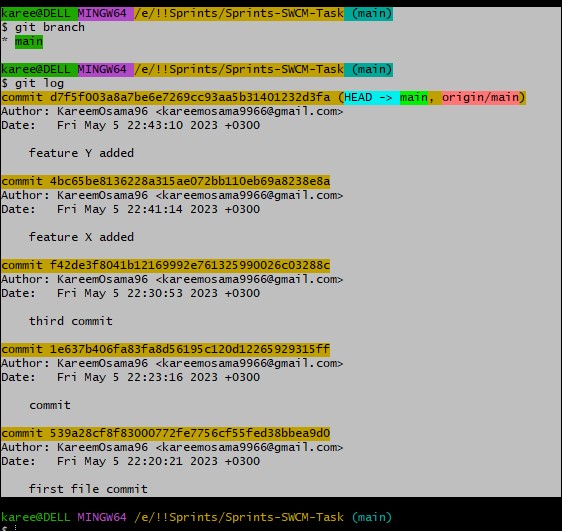 karee@DELL MINGW64 /e/!!Sprints/Sprints-SWCM-Task (main)
$ git branch
* main
karee@DELL MINGW64 /e/!!Sprints/Sprints-SWCM-Task (main)
$ git log
commit d7f5f003a8a7be6e7269cc93aa5b31401232d3fa (HEAD -> main, origin/main)
Author: KareemOsama96 <kareemosama9966@gmail.com>
Date:   Fri May 5 22:43:10 2023 +0300
feature Y added
commit 4bc65be8136228a315ae072bb110eb69a8238e8a
Author: KareemOsama96 <kareemosama9966@gmail.com>
Date:   Fri May 5 22:41:14 2023 +0300
feature X added
commit f42de3f8041b12169992e761325990026c03288c
Author: KareemOsama96 <kareemosama9966@gmail.com>
Date:   Fri May 5 22:30:53 2023 +0300
third commit
commit 1e637b406fa83fa8d56195c120d12265929315ff
Author: KareemOsama96 <kareemosama9966@gmail.com>
Date:   Fri May 5 22:23:16 2023 +0300
commit
commit 539a28cf8f83000772fe7756cf55fed38bbea9d0
Author: KareemOsama96 <kareemosama9966@gmail.com>
Date:   Fri May 5 22:20:21 2023 +0300
first file commit
karee@DELL MINGW64 /e/!!Sprints/Sprints-SWCM-Task (main)
$